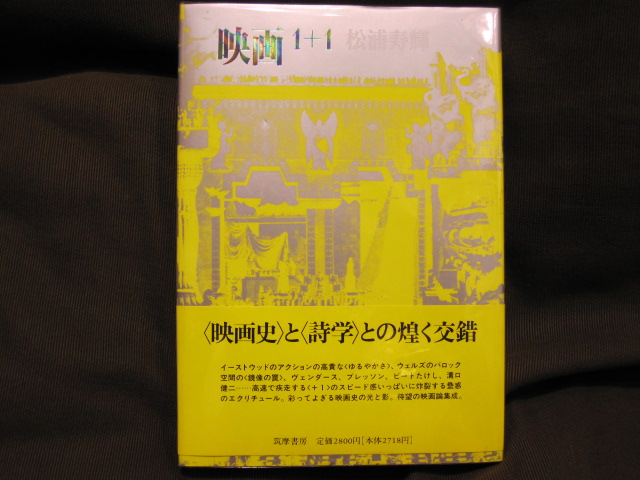 映画 1+1 松浦寿輝
〈映画史〉と〈詩学〉との煌く交錯
イーストウッドのアクションの高貴な〈ゆるやかさ〉、ウェルズのバロック
空間の〈鏡像の罠〉、ヴェンダース、ブレッソン、ビートたけし、溝口
健二……高速で疾走する〈+1〉のスピード感いっぱいに炸裂する蠱惑
のエクリチュール。彩ってよぎる映画史の光と影。待望の映画論集成。
筑摩書房 定価2800円[本体2718円]